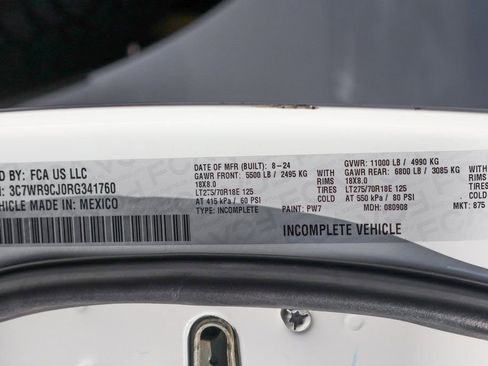 D BY: FCA US LLC
: 3C7WR9CJ0RG341760
EHICLE MADE IN: MEXICO
DATE OF MFR (BUILT): 8-24
GAWR FRONT: 5500 LB / 2495 KG WITH
18X8.0 RIMS
LT275/70R18E 125 TIRES
AT 415 kPa / 60 PSI COLD
TYPE: INCOMPLETE PAINT: PW7
GVWR: 11000 LB / 4990 KG
GAWR REAR: 6800 LB / 3085 KG WITH
18X8.0 RIMS
LT275/70R18E 125 TIRES
AT 550 kPa / 80 PSI COLD
MDH: 080908 MKT: 875
INCOMPLETE VEHICLE